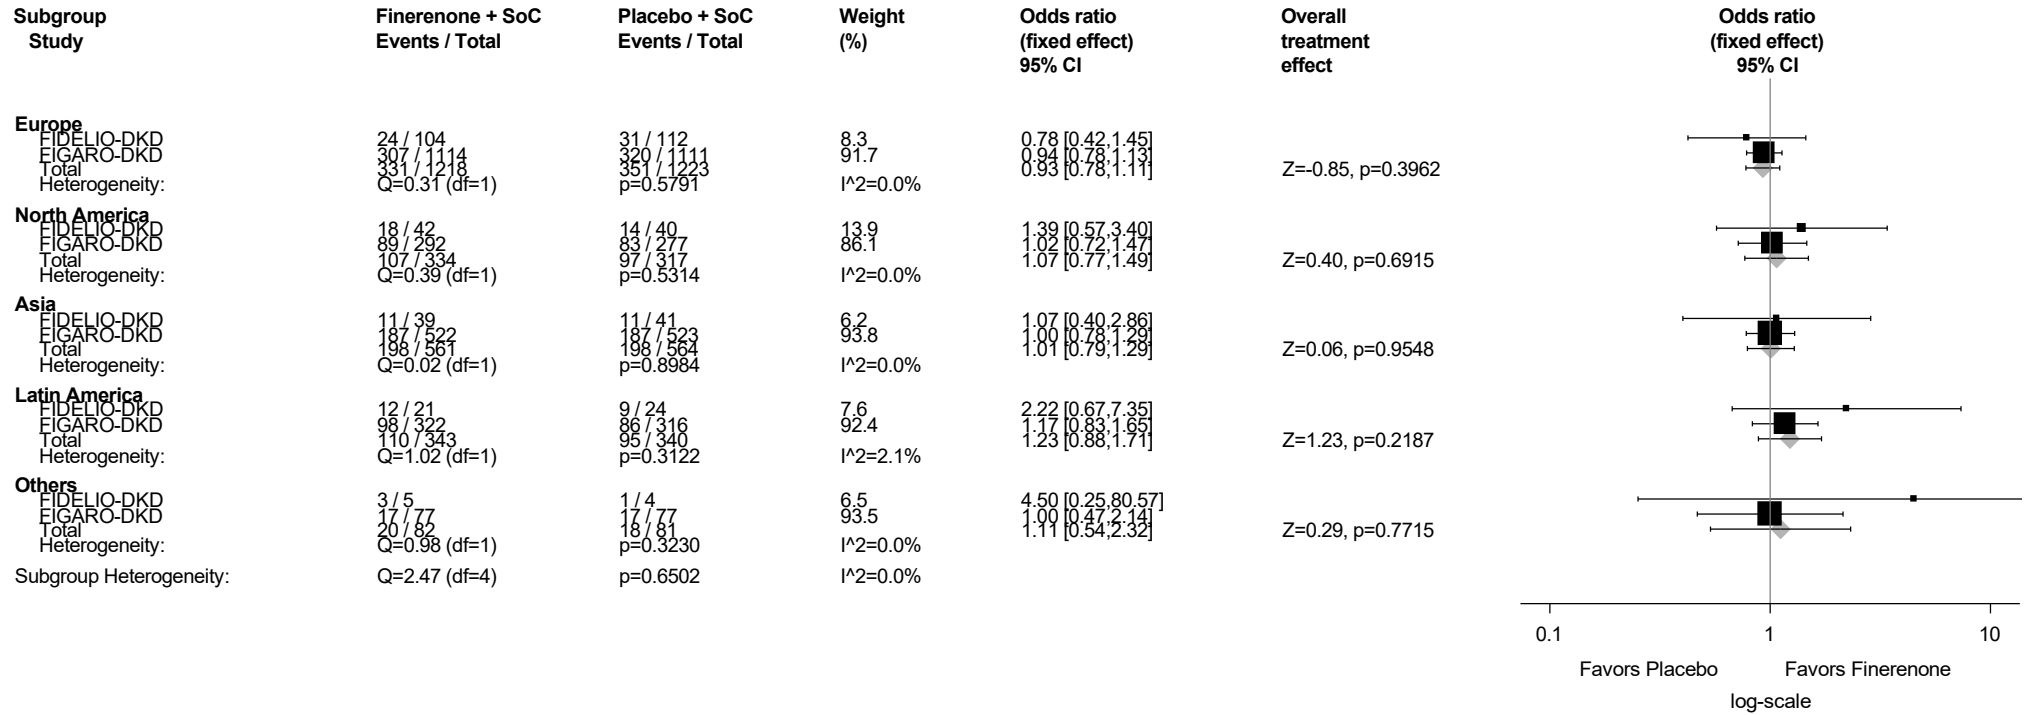 Subgroup Finerenone + SoC Placebo + SoC Weight Odds ratio Overall Odds ratio
Study Events / Total Events / Total (%) (fixed effect) treatment (fixed effect)
95% CI effect 95% CI
Europe
FIDELIO-DKD 24 / 104 31 / 112 8.3 0.78 [0.42,1.45]
FIGARO-DKD 307 / 1114 320 / 1111 91.7 0.94 [0.78,1.13]
Total 331 / 1218 351 / 1223 0.93 [0.78,1.11] Z=-0.85, p=0.3962
Heterogeneity: Q=0.31 (df=1) p=0.5791 I^2=0.0%
North America
FIDELIO-DKD 18 / 42 14 / 40 13.9 1.39 [0.57,3.40]
FIGARO-DKD 89 / 292 83 / 277 86.1 1.02 [0.72,1.47]
Total 107 / 334 97 / 317 1.07 [0.77,1.49] Z=0.40, p=0.6915
Heterogeneity: Q=0.39 (df=1) p=0.5314 I^2=0.0%
Asia
FIDELIO-DKD 11 / 39 11 / 41 6.2 1.07 [0.40,2.86]
FIGARO-DKD 187 / 522 187 / 523 93.8 1.00 [0.78,1.29]
Total 198 / 561 198 / 564 1.01 [0.79,1.29] Z=0.06, p=0.9548
Heterogeneity: Q=0.02 (df=1) p=0.8984 I^2=0.0%
Latin America
FIDELIO-DKD 12 / 21 9 / 24 7.6 2.22 [0.67,7.35]
FIGARO-DKD 98 / 322 86 / 316 92.4 1.17 [0.83,1.65]
Total 110 / 343 95 / 340 1.23 [0.88,1.71] Z=1.23, p=0.2187
Heterogeneity: Q=1.02 (df=1) p=0.3122 I^2=2.1%
Others
FIDELIO-DKD 3 / 5 1 / 4 6.5 4.50 [0.25,80.57]
FIGARO-DKD 17 / 77 17 / 77 93.5 1.00 [0.47,2.14]
Total 20 / 82 18 / 81 1.11 [0.54,2.32] Z=0.29, p=0.7715
Heterogeneity: Q=0.98 (df=1) p=0.3230 I^2=0.0%
Subgroup Heterogeneity: Q=2.47 (df=4) p=0.6502 I^2=0.0%
0.1 1 10
Favors Placebo Favors Finerenone
log-scale